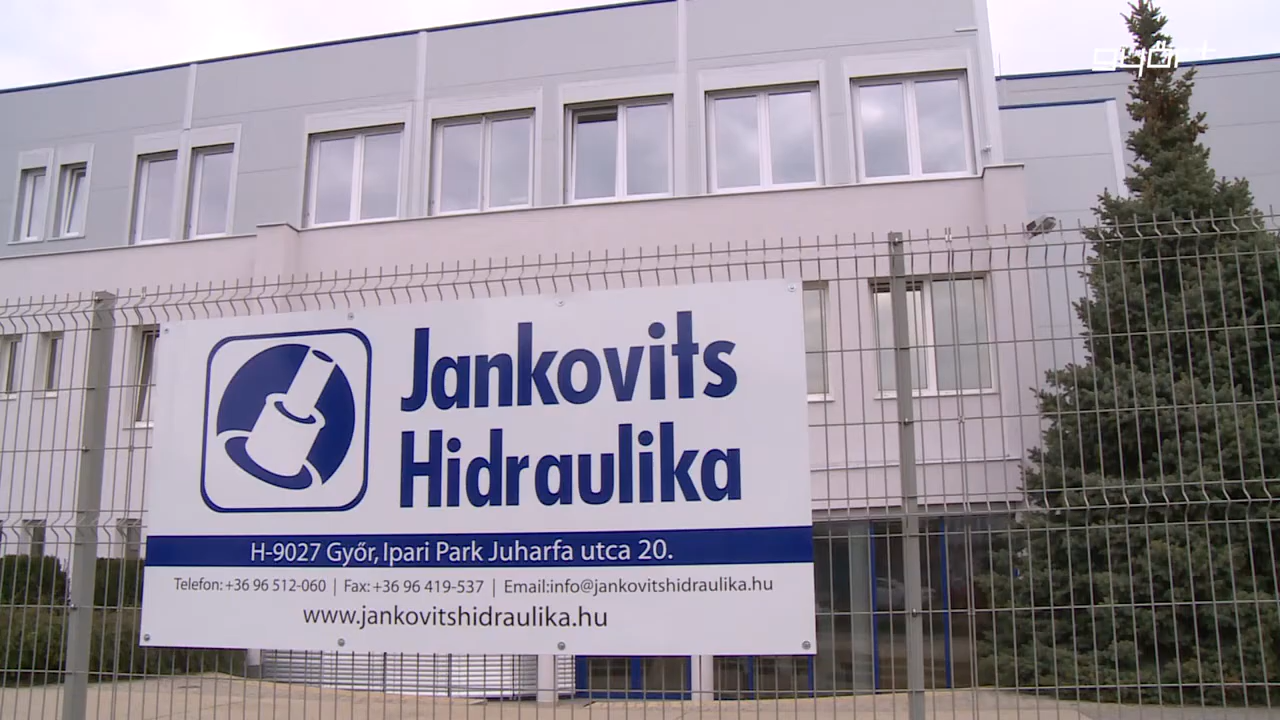 győr+
Jankovits
Hidraulika
H-9027 Győr, Ipari Park Juharfa utca 20.
Telefon: +36 96 512-060 | Fax: +36 96 419-537 | Email:info@jankovitshidraulika.hu
www.jankovitshidraulika.hu